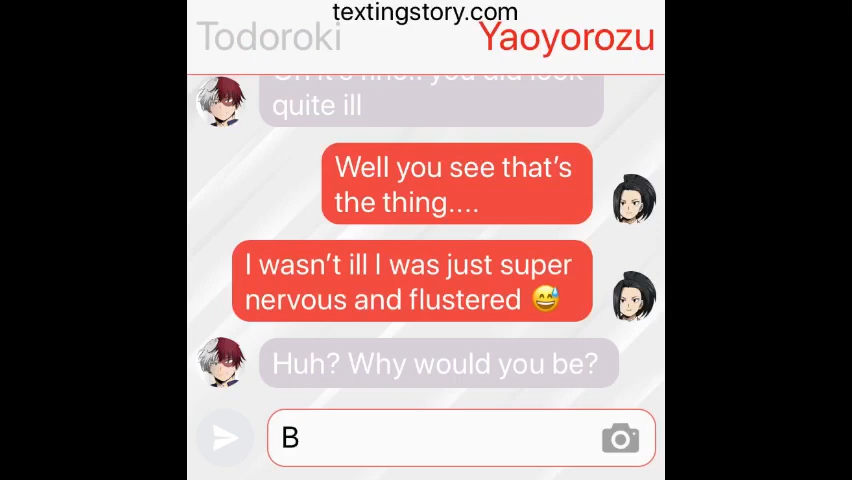 textingstory.com
Todoroki Yaoyorozu
quite ill
Well you see that's
the thing....
I wasn't ill I was just super
nervous and flustered 😅
Huh? Why would you be?
B